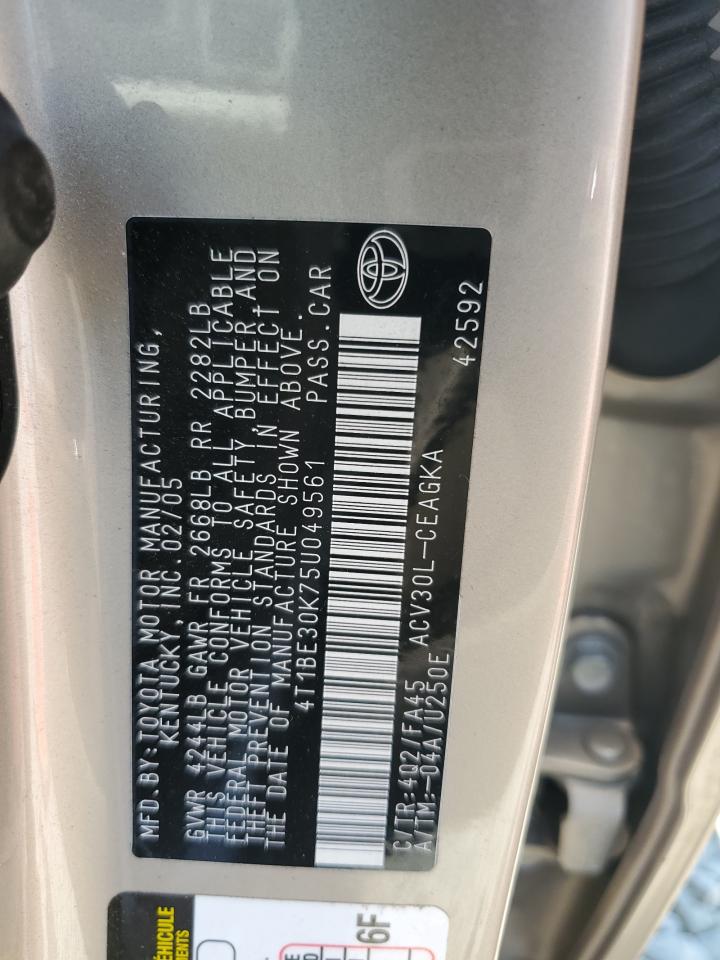 MFD.BY:TOYOTA MOTOR MANUFACTURING,
KENTUCKY, INC.02/05
GVWR 4244LB GAWR FR 2668LB RR 2282LB
THIS VEHICLE CONFORMS TO ALL APPLICABLE
FEDERAL MOTOR VEHICLE SAFETY,BUMPER,AND
THEFT PREVENTION STANDARDS IN EFFECT ON
THE DATE OF MANUFACTURE SHOWN ABOVE.
4T1BE30K75U049561 PASS.CAR
C/TR:4Q2/FA45 ACV30L-CEAGKA
A/TM:-04A/U250E 42592
VÉHICULE
6F